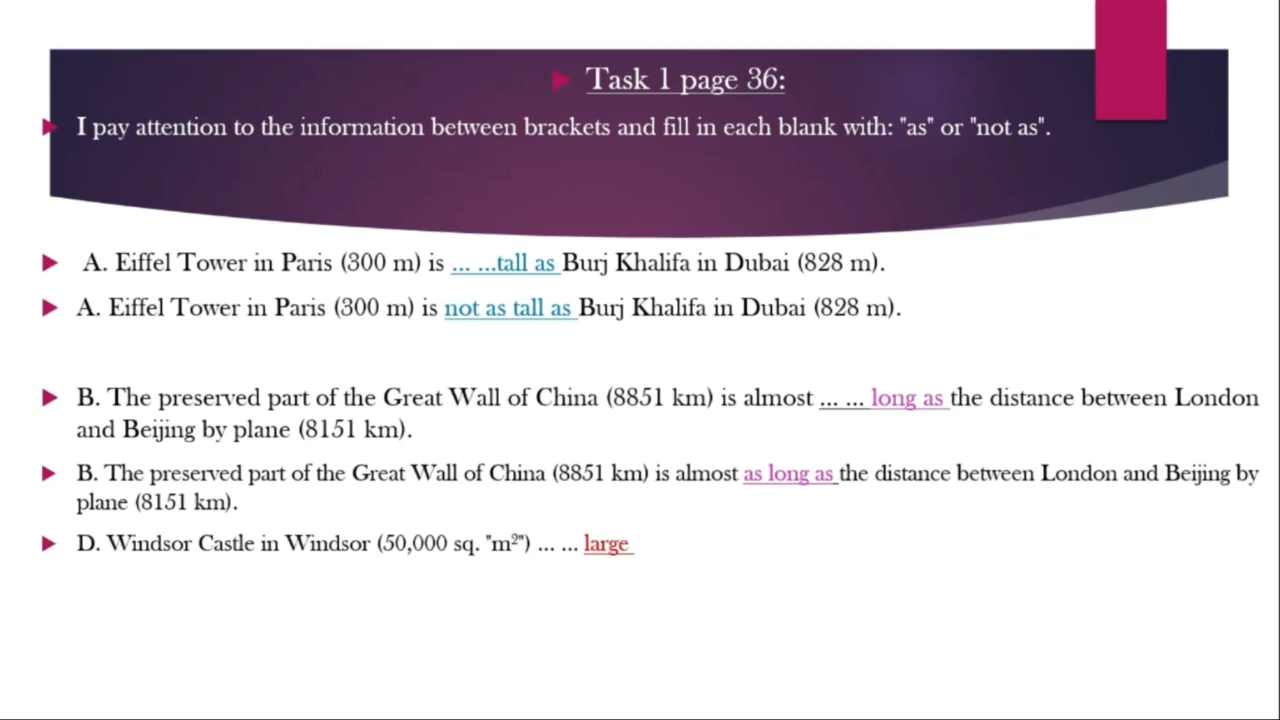 Task 1 page 36:
I pay attention to the information between brackets and fill in each blank with: "as" or "not as".
A. Eiffel Tower in Paris (300 m) is ... ...tall as Burj Khalifa in Dubai (828 m).
A. Eiffel Tower in Paris (300 m) is not as tall as Burj Khalifa in Dubai (828 m).
B. The preserved part of the Great Wall of China (8851 km) is almost ... ... long as the distance between London
and Beijing by plane (8151 km).
B. The preserved part of the Great Wall of China (8851 km) is almost as long as the distance between London and Beijing by
plane (8151 km).
D. Windsor Castle in Windsor (50,000 sq. "m²") ... ... large